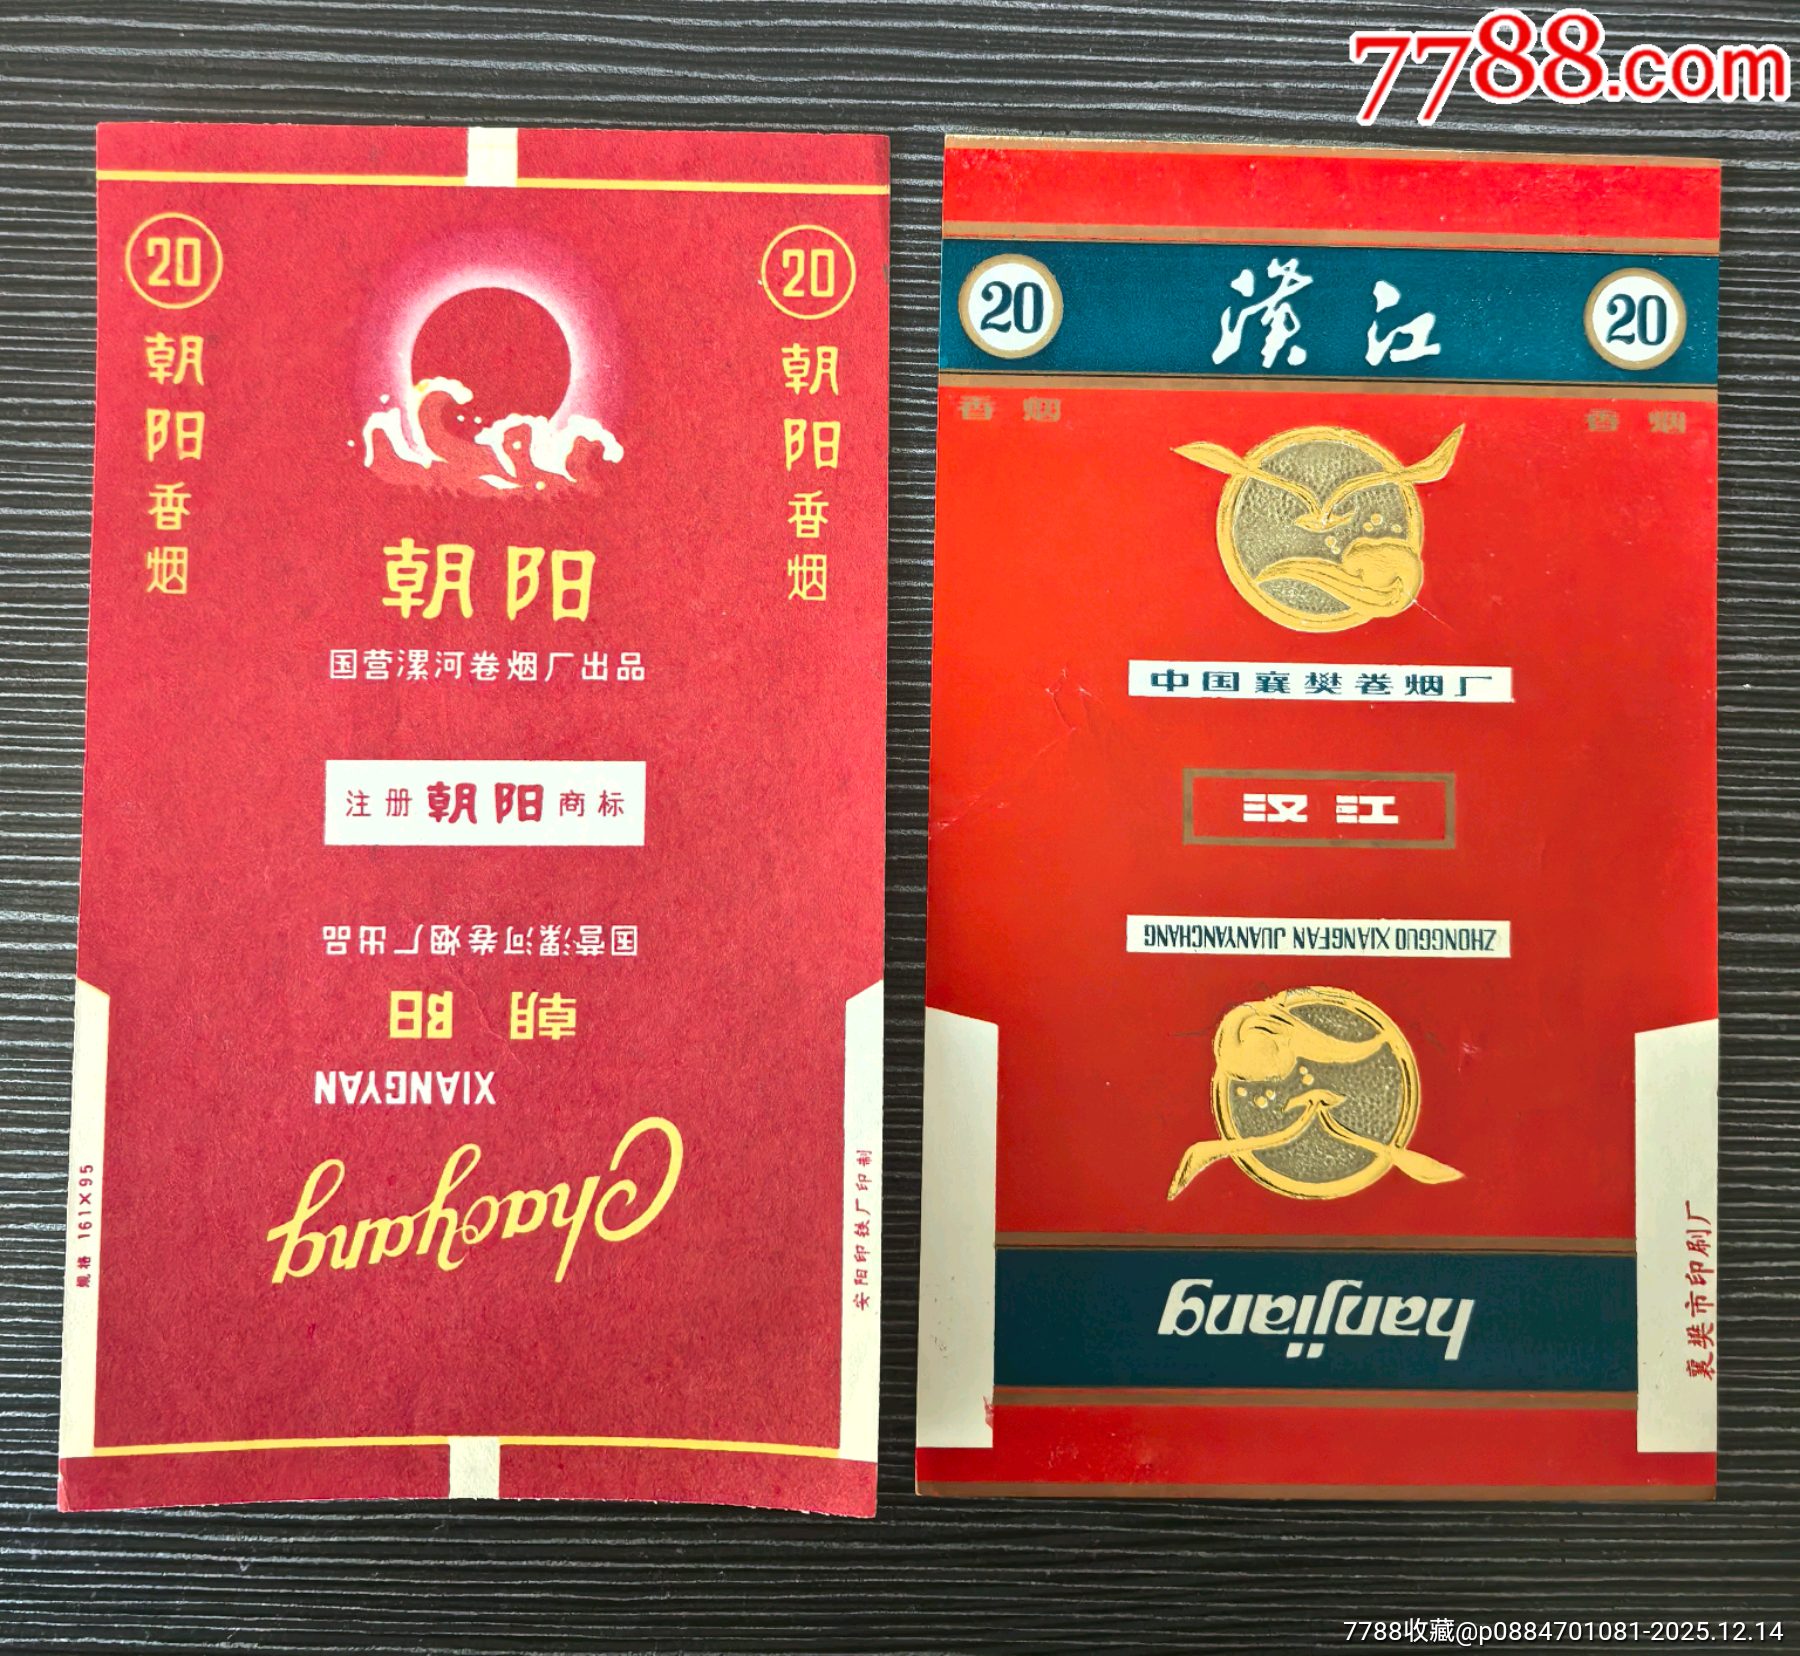 7788.com
20
朝阳香烟
20
朝阳香烟
朝阳
国营漯河卷烟厂出品
注册 朝阳 商标
国营漯河卷烟厂出品
朝阳
XIANGYAN
Chaoyang
规格 161×95
安阳印铁厂印制
20
漢江
20
香烟
香烟
中国襄樊卷烟厂
汉江
ZHONGGUO XIANGFAN JUANYANCHANG
hanjiang
襄樊市印刷厂
7788收藏@p0884701081-2025.12.14